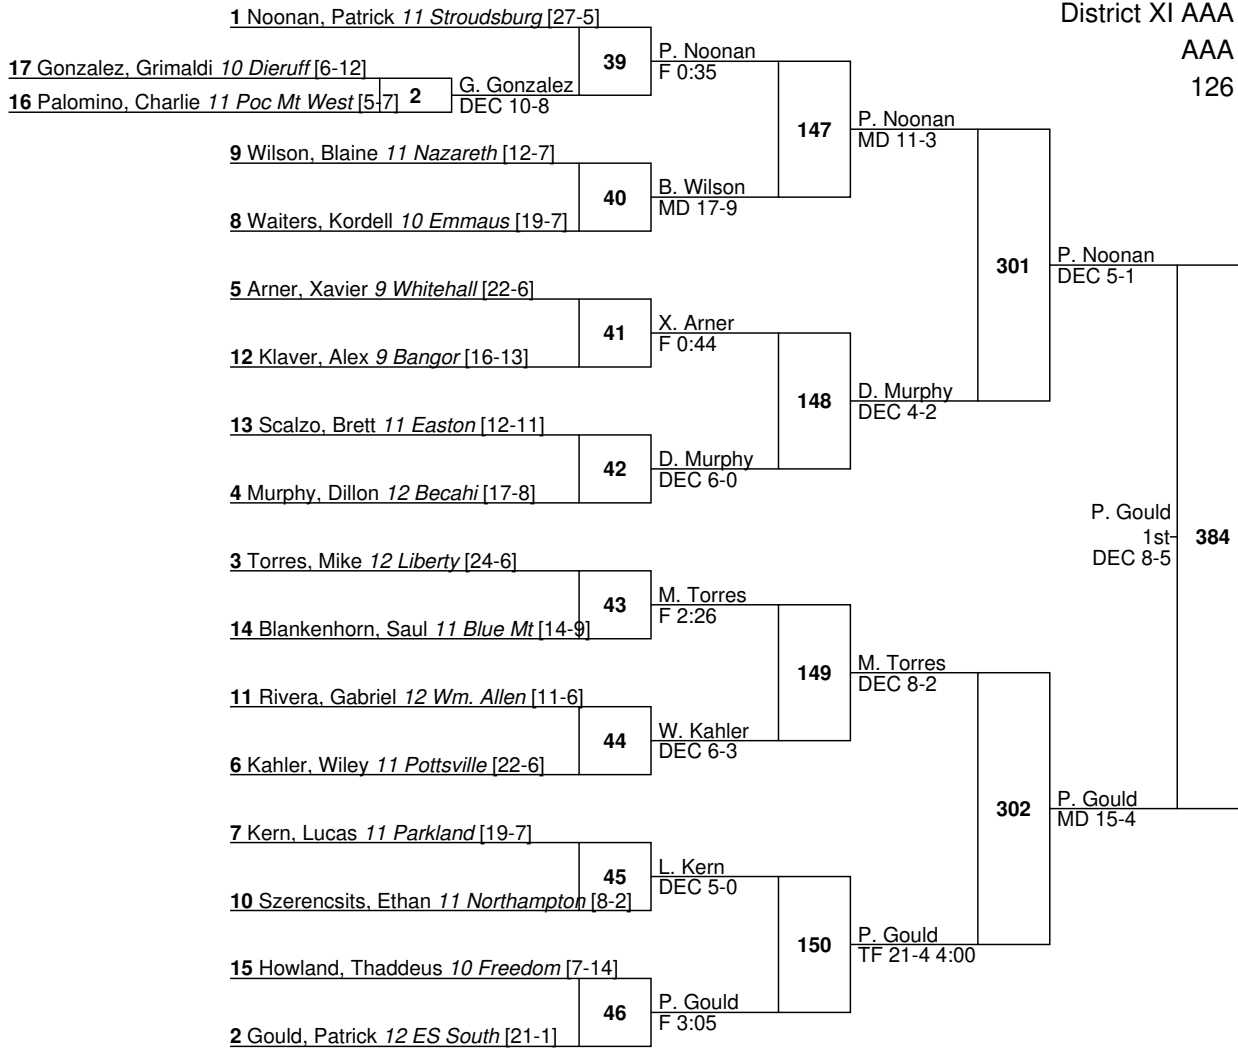 District XI AAA
AAA
126
1 Noonan, Patrick 11 Stroudsburg [27-5]
17 Gonzalez, Grimaldi 10 Dieruff [6-12]
16 Palomino, Charlie 11 Poc Mt West [5-7]
2
G. Gonzalez
DEC 10-8
39
P. Noonan
F 0:35
9 Wilson, Blaine 11 Nazareth [12-7]
8 Waiters, Kordell 10 Emmaus [19-7]
40
B. Wilson
MD 17-9
147
P. Noonan
MD 11-3
5 Arner, Xavier 9 Whitehall [22-6]
12 Klaver, Alex 9 Bangor [16-13]
41
X. Arner
F 0:44
13 Scalzo, Brett 11 Easton [12-11]
4 Murphy, Dillon 12 Becahi [17-8]
42
D. Murphy
DEC 6-0
148
D. Murphy
DEC 4-2
301
P. Noonan
DEC 5-1
3 Torres, Mike 12 Liberty [24-6]
14 Blankenhorn, Saul 11 Blue Mt [14-9]
43
M. Torres
F 2:26
11 Rivera, Gabriel 12 Wm. Allen [11-6]
6 Kahler, Wiley 11 Pottsville [22-6]
44
W. Kahler
DEC 6-3
149
M. Torres
DEC 8-2
7 Kern, Lucas 11 Parkland [19-7]
10 Szerencsits, Ethan 11 Northampton [8-2]
45
L. Kern
DEC 5-0
15 Howland, Thaddeus 10 Freedom [7-14]
2 Gould, Patrick 12 ES South [21-1]
46
P. Gould
F 3:05
150
P. Gould
TF 21-4 4:00
302
P. Gould
MD 15-4
P. Gould
1st
DEC 8-5
384